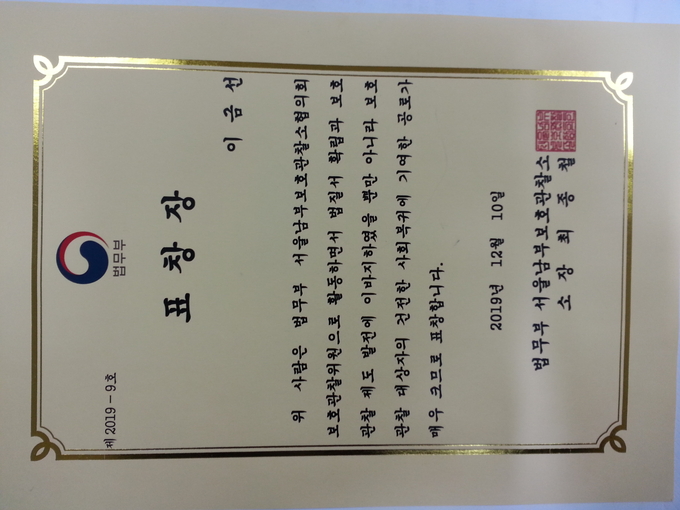 제 2019 - 9호
법무부
표창장
이 금 선
위 사람은 법무부 서울남부보호관찰소협의회
보호관찰위원으로 활동하면서 법질서 확립과 보호
관찰 제도 발전에 이바지하였을 뿐만 아니라 보호
관찰 대상자의 건전한 사회복귀에 기여한 공로가
매우 크므로 표창합니다.
2019년 12월 10일
법무부 서울남부보호관찰소
소 장 최 종 철